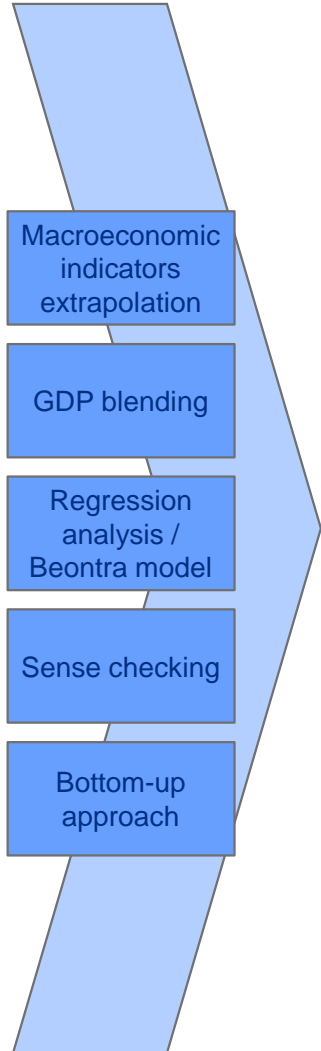 Macroeconomic
indicators
extrapolation
GDP blending
Regression
analysis /
Beontra model
Sense checking
Bottom-up
approach